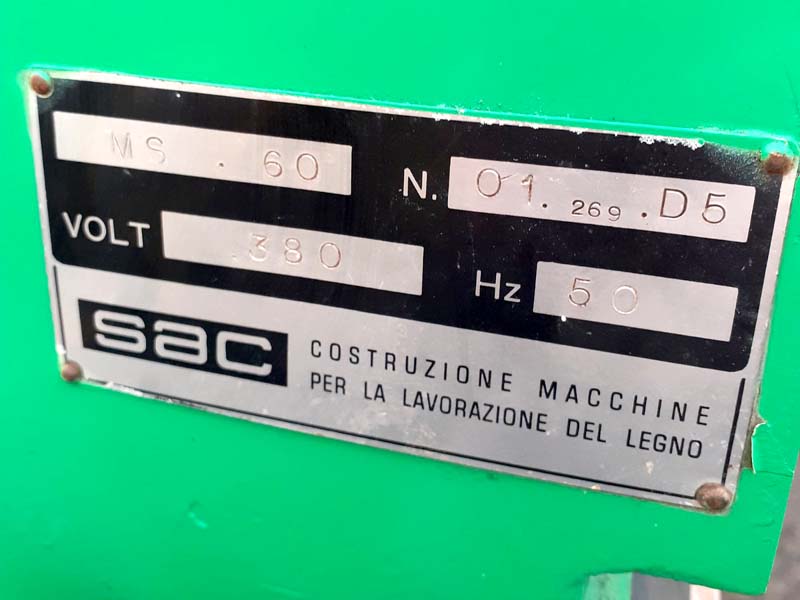 MS . 60 N. 01. 269 . D5
VOLT 380 Hz 50
sac COSTRUZIONE MACCHINE
PER LA LAVORAZIONE DEL LEGNO